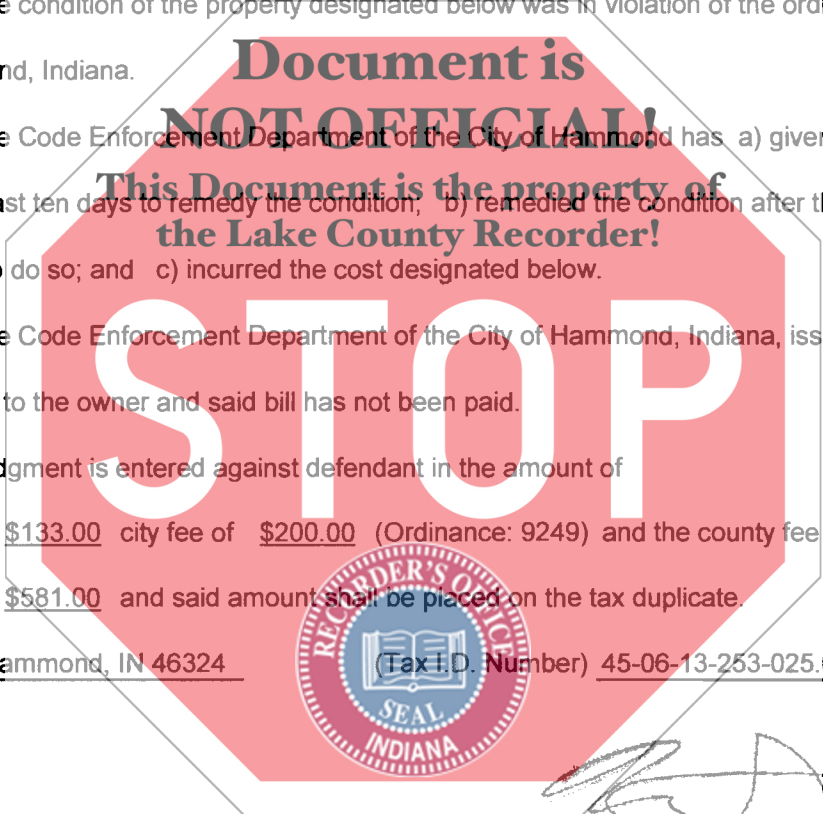 e condition of the property designated below was in violation of the ord
nd, Indiana.
Document is
NOT OFFICIAL!
e Code Enforcement Department of the City of Hammond has a) given
This Document is the property of
ast ten days to remedy the condition; b) remedied the condition after t
the Lake County Recorder!
do so; and c) incurred the cost designated below.
STOP
e Code Enforcement Department of the City of Hammond, Indiana, iss
to the owner and said bill has not been paid.
dgment is entered against defendant in the amount of
$133.00 city fee of $200.00 (Ordinance: 9249) and the county fee
$581.00 and said amount shall be placed on the tax duplicate.
ammond, IN 46324 (Tax I.D. Number) 45-06-13-253-025.
RECORDER'S OFFICE
SEAL
INDIANA